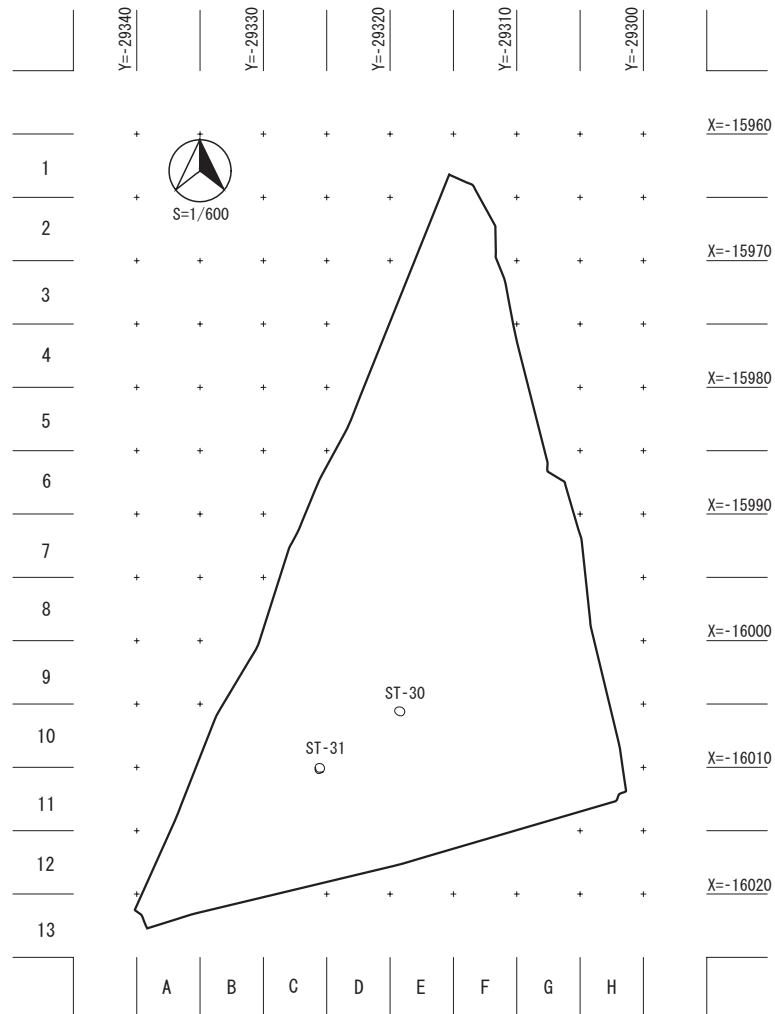 Y=-29340
Y=-29330
Y=-29320
Y=-29310
Y=-29300
X=-15960
1
S=1/600
2
X=-15970
3
4
X=-15980
5
6
X=-15990
7
8
X=-16000
9
ST-30
10
ST-31
X=-16010
11
12
X=-16020
13
A B C D E F G H